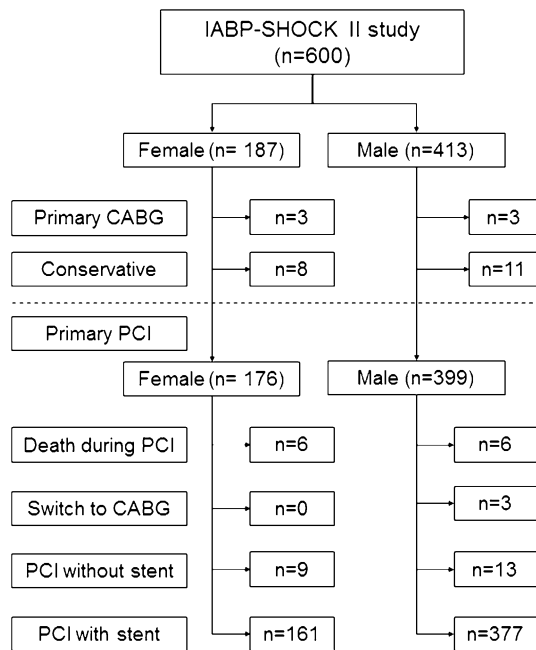 IABP-SHOCK II study
(n=600)
Female (n= 187)
Male (n=413)
Primary CABG
n=3
n=3
Conservative
n=8
n=11
Primary PCI
Female (n= 176)
Male (n=399)
Death during PCI
n=6
n=6
Switch to CABG
n=0
n=3
PCI without stent
n=9
n=13
PCI with stent
n=161
n=377